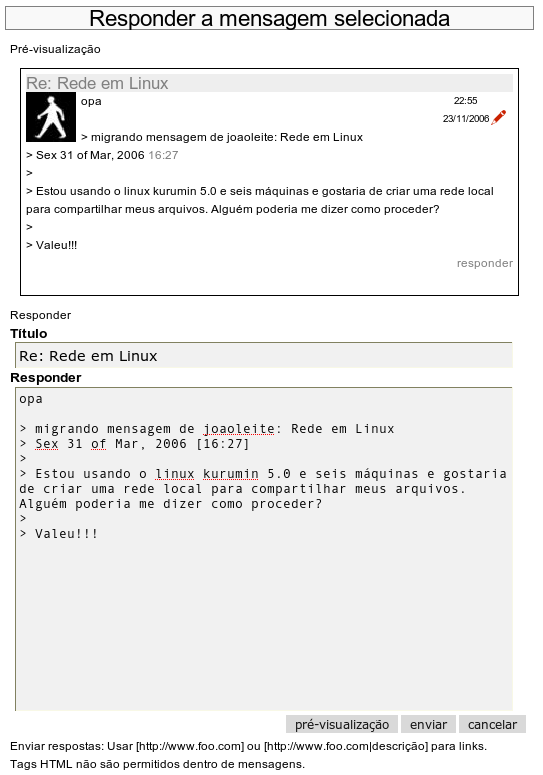 Responder a mensagem selecionada
Pré-visualização
Re: Rede em Linux
opa
22:55
23/11/2006
> migrando mensagem de joaoleite: Rede em Linux
> Sex 31 of Mar, 2006 16:27
>
> Estou usando o linux kurumin 5.0 e seis máquinas e gostaria de criar uma rede local
para compartilhar meus arquivos. Alguém poderia me dizer como proceder?
>
> Valeu!!!
responder
Responder
Título
Re: Rede em Linux
Responder
opa
> migrando mensagem de joaoleite: Rede em Linux
> Sex 31 of Mar, 2006 [16:27]
>
> Estou usando o linux kurumin 5.0 e seis máquinas e gostaria
de criar uma rede local para compartilhar meus arquivos.
Alguém poderia me dizer como proceder?
>
> Valeu!!!
pré-visualização enviar cancelar
Enviar respostas: Usar [http://www.foo.com] ou [http://www.foo.com|descrição] para links.
Tags HTML não são permitidos dentro de mensagens.